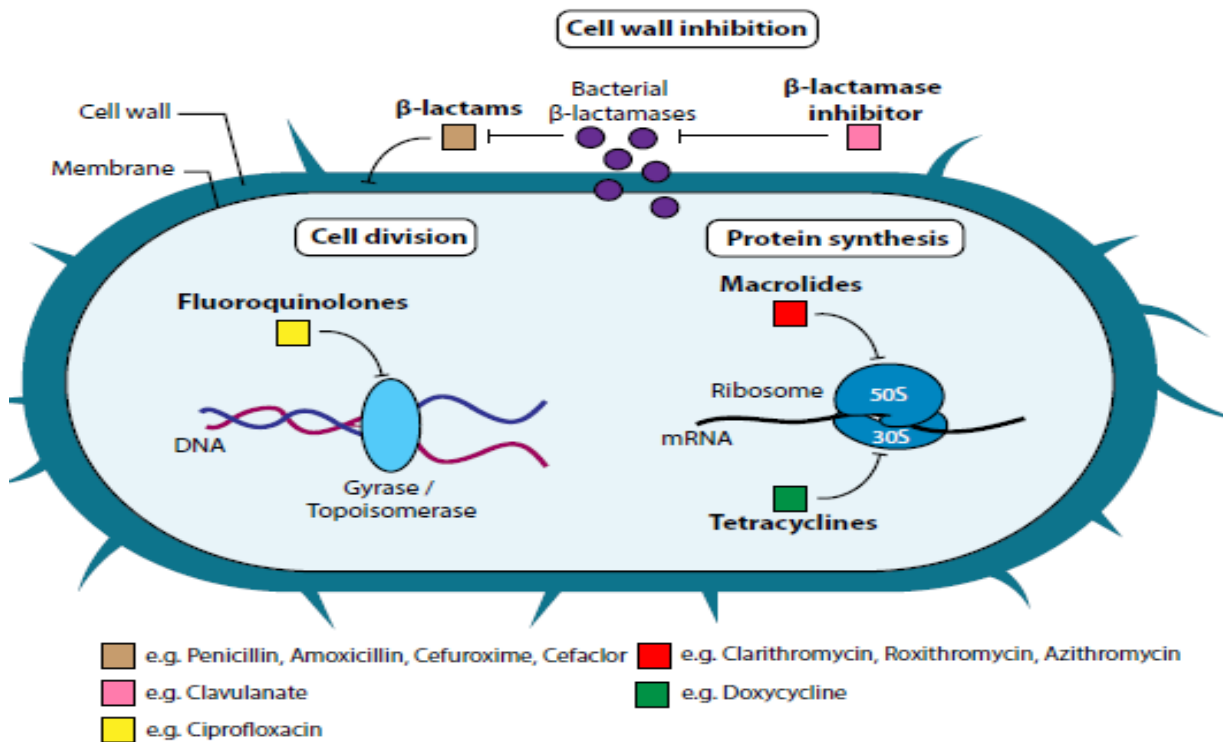 Cell wall inhibition
Cell wall
Membrane
β-lactams
Bacterial
β-lactamases
β-lactamase
inhibitor
Cell division
Protein synthesis
Fluoroquinolones
Macrolides
DNA
Gyrase /
Topoisomerase
Ribosome
50S
mRNA
30S
Tetracyclines
e.g. Penicillin, Amoxicillin, Cefuroxime, Cefaclor
e.g. Clarithromycin, Roxithromycin, Azithromycin
e.g. Clavulanate
e.g. Doxycycline
e.g. Ciprofloxacin